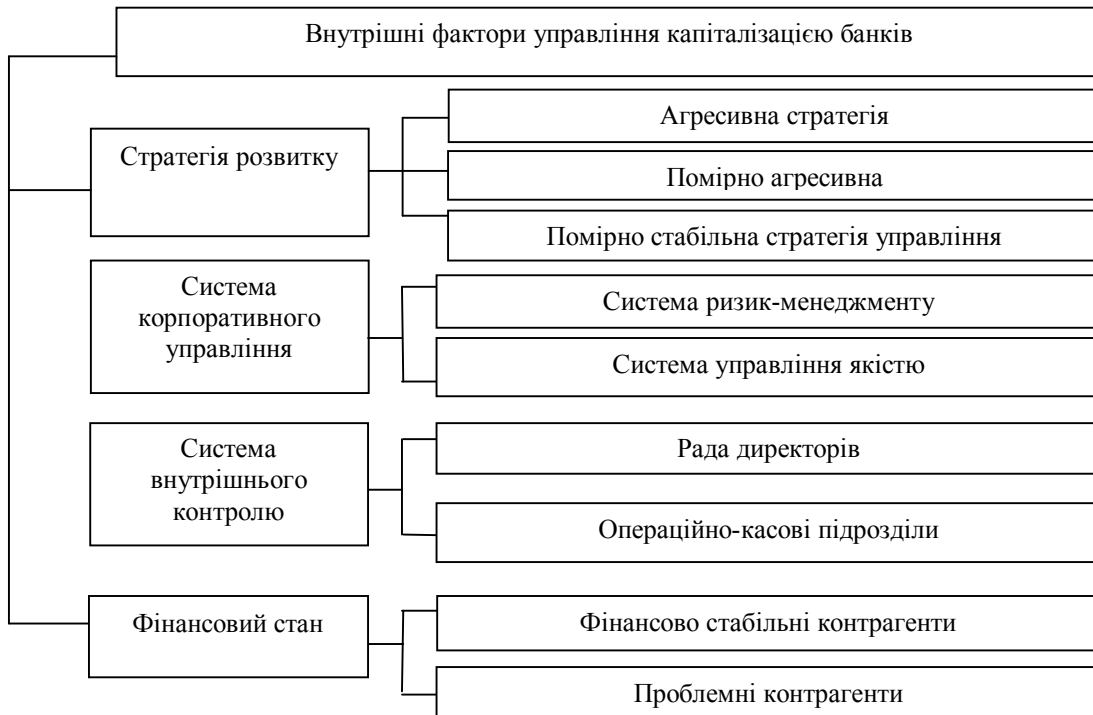 Внутрішні фактори управління капіталізацією банків
Стратегія розвитку
Агресивна стратегія
Помірно агресивна
Помірно стабільна стратегія управління
Система
корпоративного
управління
Система ризик-менеджменту
Система управління якістю
Система
внутрішнього
контролю
Рада директорів
Операційно-касові підрозділи
Фінансовий стан
Фінансово стабільні контрагенти
Проблемні контрагенти